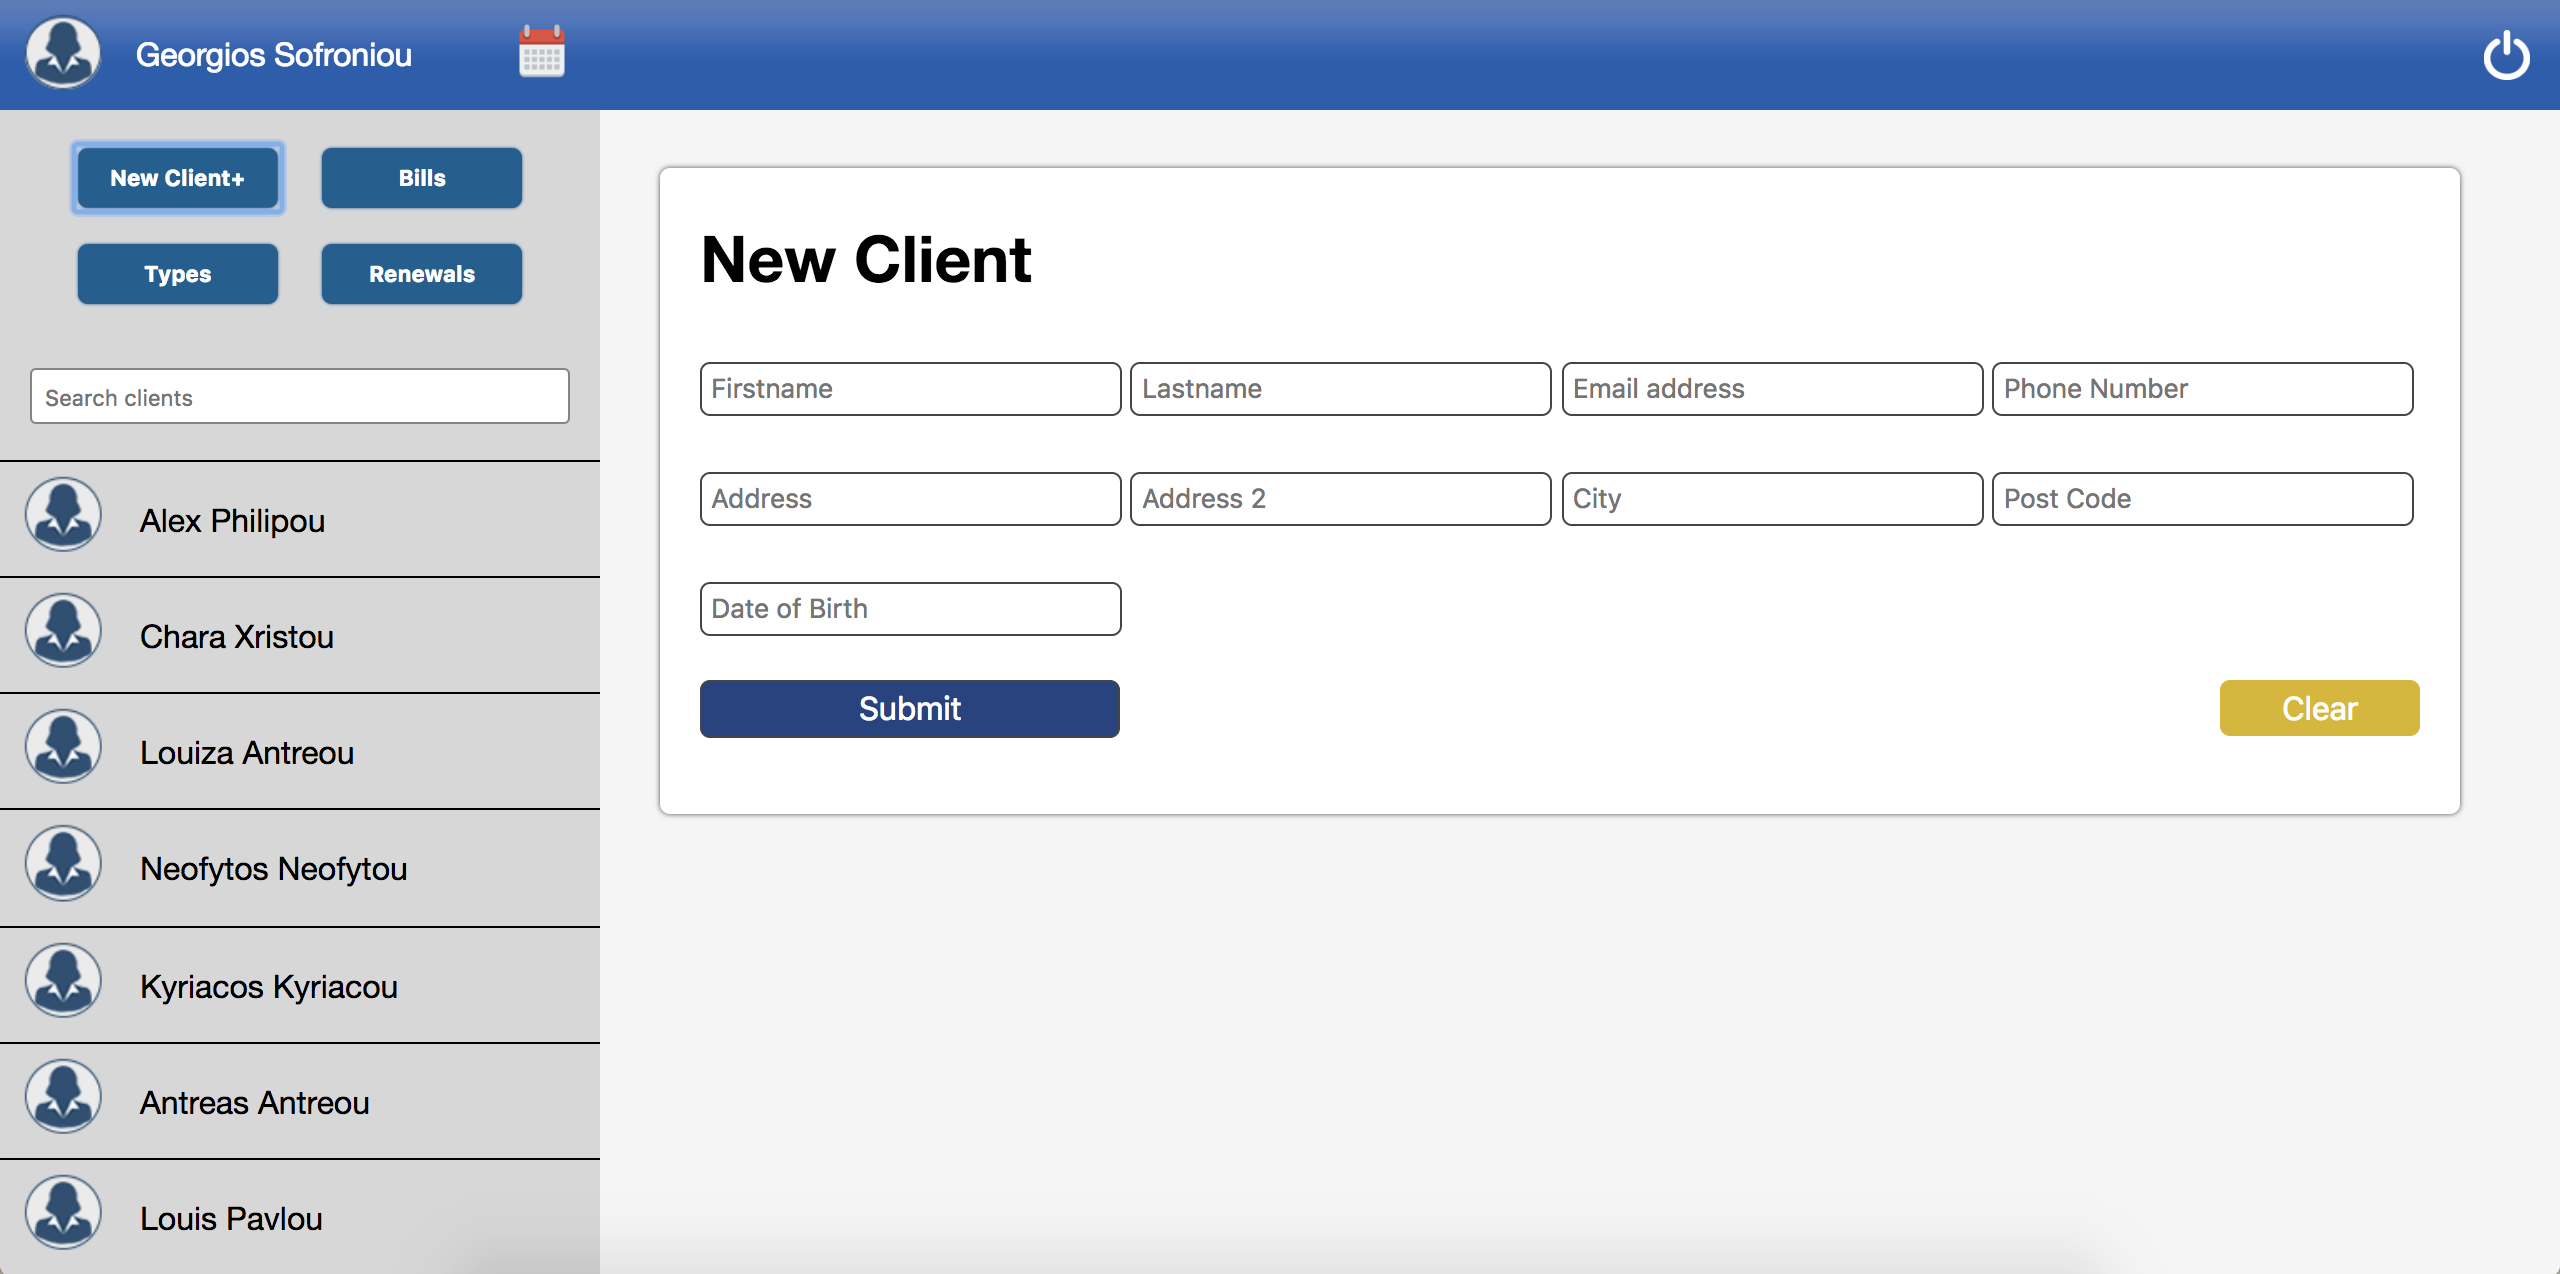 Georgios Sofroniou
New Client+
Bills
Types
Renewals
Search clients
Alex Philipou
Chara Xristou
Louiza Antreou
Neofytos Neofytou
Kyriacos Kyriacou
Antreas Antreou
Louis Pavlou
New Client
Firstname Lastname Email address Phone Number
Address Address 2 City Post Code
Date of Birth
Submit Clear